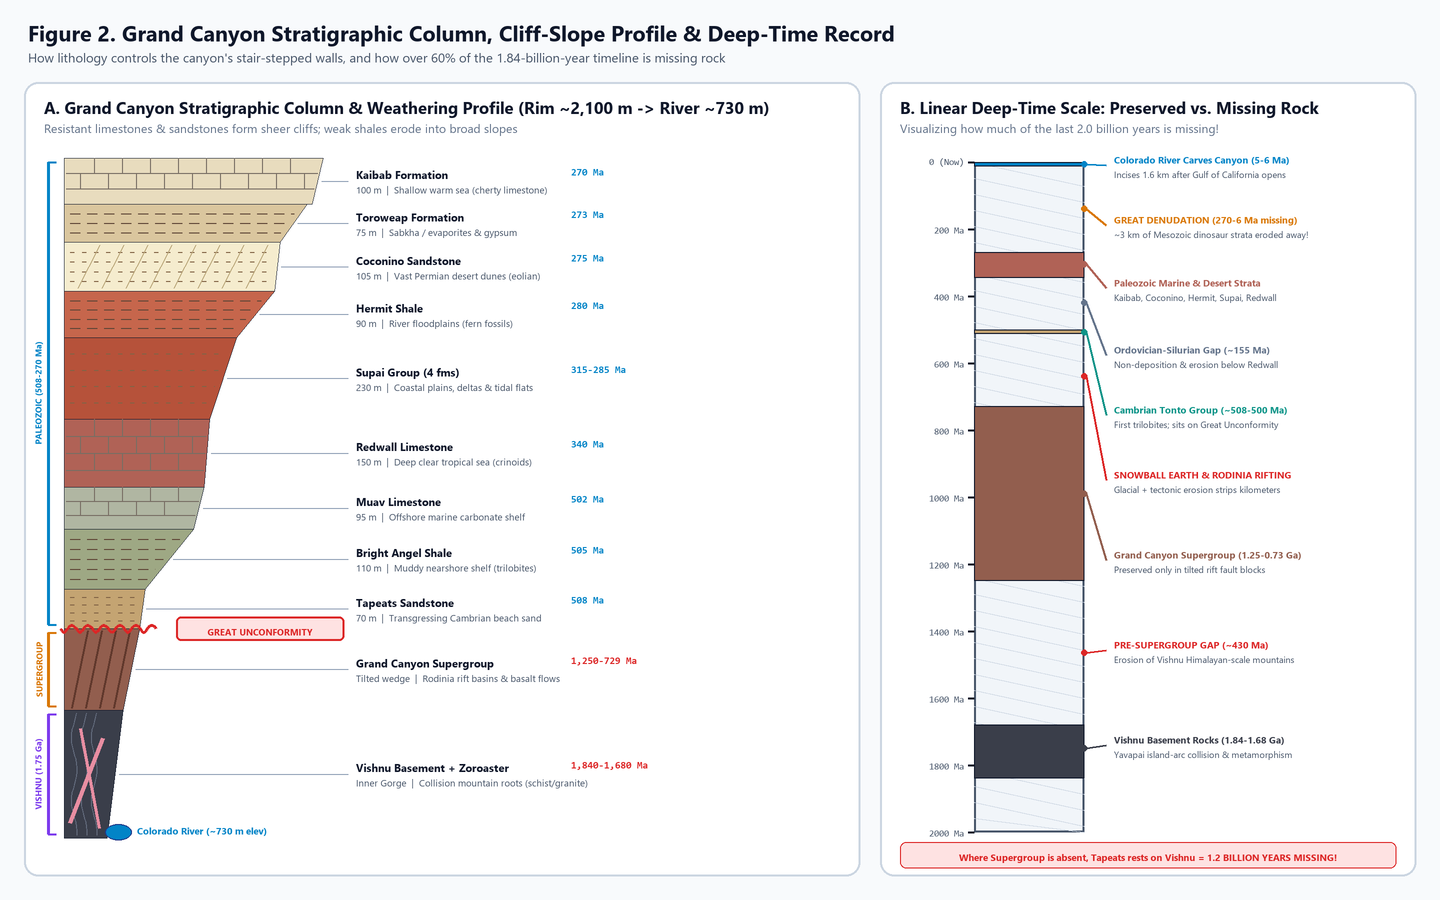 Figure 2. Grand Canyon Stratigraphic Column, Cliff-Slope Profile & Deep-Time Record
How lithology controls the canyon's stair-stepped walls, and how over 60% of the 1.84-billion-year timeline is missing rock
A. Grand Canyon Stratigraphic Column & Weathering Profile (Rim ~2,100 m -> River ~730 m)
Resistant limestones & sandstones form sheer cliffs; weak shales erode into broad slopes
PALEOZOIC (508-270 Ma)
SUPERGROUP
VISHNU (1.75 Ga)
Kaibab Formation
270 Ma
100 m | Shallow warm sea (cherty limestone)
Toroweap Formation
273 Ma
75 m | Sabkha / evaporites & gypsum
Coconino Sandstone
275 Ma
105 m | Vast Permian desert dunes (eolian)
Hermit Shale
280 Ma
90 m | River floodplains (fern fossils)
Supai Group (4 fms)
315-285 Ma
230 m | Coastal plains, deltas & tidal flats
Redwall Limestone
340 Ma
150 m | Deep clear tropical sea (crinoids)
Muav Limestone
502 Ma
95 m | Offshore marine carbonate shelf
Bright Angel Shale
505 Ma
110 m | Muddy nearshore shelf (trilobites)
Tapeats Sandstone
508 Ma
70 m | Transgressing Cambrian beach sand
GREAT UNCONFORMITY
Grand Canyon Supergroup
1,250-729 Ma
Tilted wedge | Rodinia rift basins & basalt flows
Vishnu Basement + Zoroaster
1,840-1,680 Ma
Inner Gorge | Collision mountain roots (schist/granite)
Colorado River (~730 m elev)
B. Linear Deep-Time Scale: Preserved vs. Missing Rock
Visualizing how much of the last 2.0 billion years is missing!
0 (Now)
200 Ma
400 Ma
600 Ma
800 Ma
1000 Ma
1200 Ma
1400 Ma
1600 Ma
1800 Ma
2000 Ma
Colorado River Carves Canyon (5-6 Ma)
Incises 1.6 km after Gulf of California opens
GREAT DENUDATION (270-6 Ma missing)
~3 km of Mesozoic dinosaur strata eroded away!
Paleozoic Marine & Desert Strata
Kaibab, Coconino, Hermit, Supai, Redwall
Ordovician-Silurian Gap (~155 Ma)
Non-deposition & erosion below Redwall
Cambrian Tonto Group (~508-500 Ma)
First trilobites; sits on Great Unconformity
SNOWBALL EARTH & RODINIA RIFTING
Glacial + tectonic erosion strips kilometers
Grand Canyon Supergroup (1.25-0.73 Ga)
Preserved only in tilted rift fault blocks
PRE-SUPERGROUP GAP (~430 Ma)
Erosion of Vishnu Himalayan-scale mountains
Vishnu Basement Rocks (1.84-1.68 Ga)
Yavapai island-arc collision & metamorphism
Where Supergroup is absent, Tapeats rests on Vishnu = 1.2 BILLION YEARS MISSING!